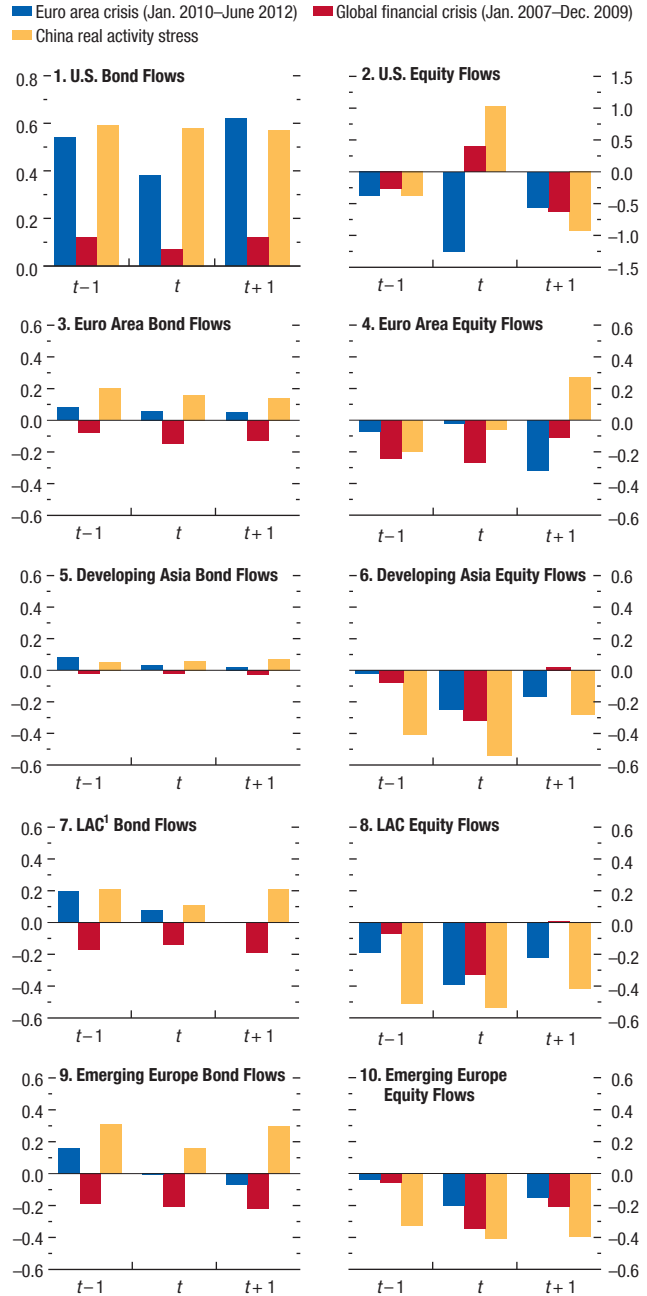 Euro area crisis (Jan. 2010–June 2012) Global financial crisis (Jan. 2007–Dec. 2009)
China real activity stress
1. U.S. Bond Flows
0.8
0.6
0.4
0.2
0.0
t–1 t t+1
2. U.S. Equity Flows
1.5
1.0
0.5
0.0
–0.5
–1.0
–1.5
t–1 t t+1
3. Euro Area Bond Flows
0.6
0.4
0.2
0.0
–0.2
–0.4
–0.6
t–1 t t+1
4. Euro Area Equity Flows
0.6
0.4
0.2
0.0
–0.2
–0.4
–0.6
t–1 t t+1
5. Developing Asia Bond Flows
0.6
0.4
0.2
0.0
–0.2
–0.4
–0.6
t–1 t t+1
6. Developing Asia Equity Flows
0.6
0.4
0.2
0.0
–0.2
–0.4
–0.6
t–1 t t+1
7. LAC¹ Bond Flows
0.6
0.4
0.2
0.0
–0.2
–0.4
–0.6
t–1 t t+1
8. LAC Equity Flows
0.6
0.4
0.2
0.0
–0.2
–0.4
–0.6
t–1 t t+1
9. Emerging Europe Bond Flows
0.6
0.4
0.2
0.0
–0.2
–0.4
–0.6
t–1 t t+1
10. Emerging Europe
Equity Flows
0.6
0.4
0.2
0.0
–0.2
–0.4
–0.6
t–1 t t+1